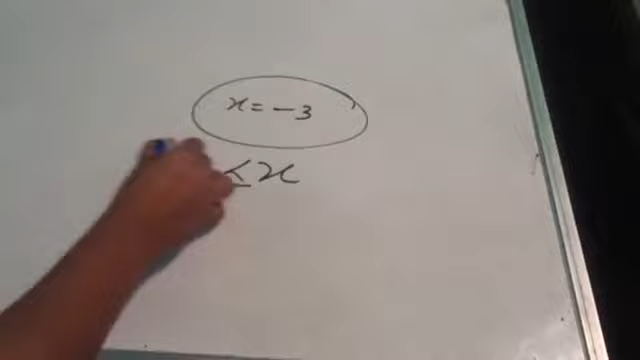 x = -3
≤ x